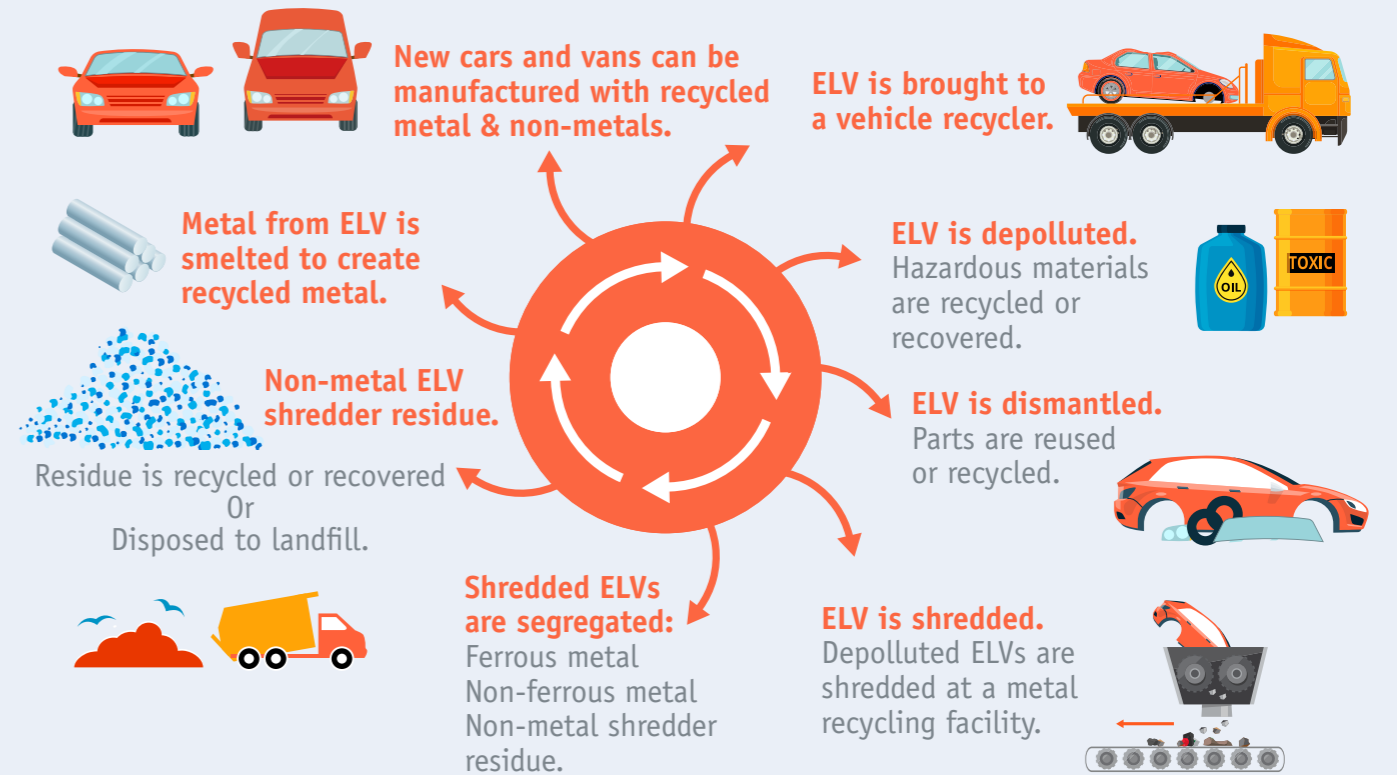 New cars and vans can be
manufactured with recycled
metal & non-metals.
ELV is brought to
a vehicle recycler.
ELV is depolluted.
Hazardous materials
are recycled or
recovered.
OIL
TOXIC
ELV is dismantled.
Parts are reused
or recycled.
ELV is shredded.
Depolluted ELVs are
shredded at a metal
recycling facility.
Shredded ELVs
are segregated:
Ferrous metal
Non-ferrous metal
Non-metal shredder
residue.
Non-metal ELV
shredder residue.
Residue is recycled or recovered
Or
Disposed to landfill.
Metal from ELV is
smelted to create
recycled metal.